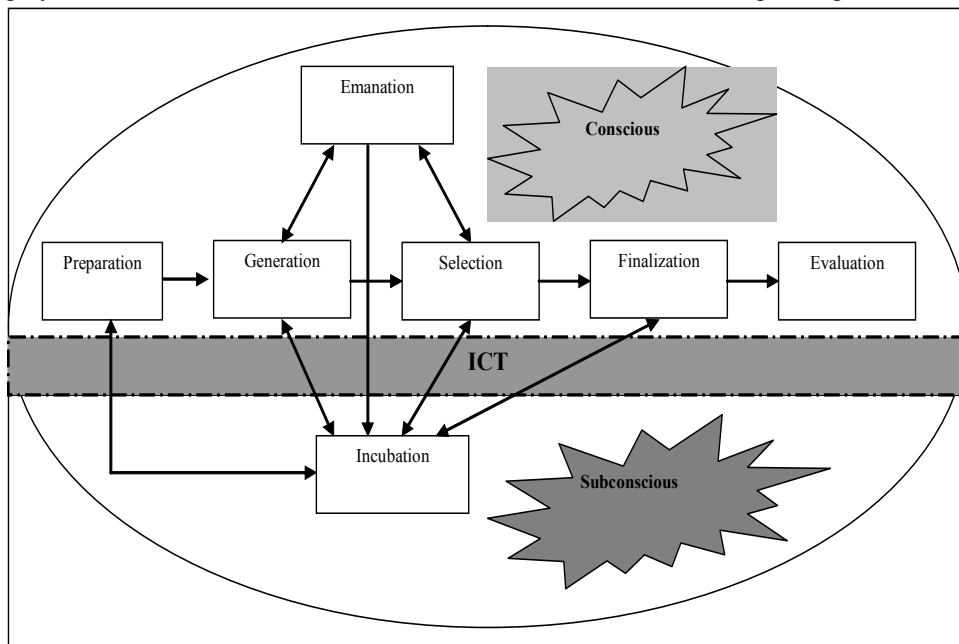 Emanation
Conscious
Preparation
Generation
Selection
Finalization
Evaluation
ICT
Incubation
Subconscious